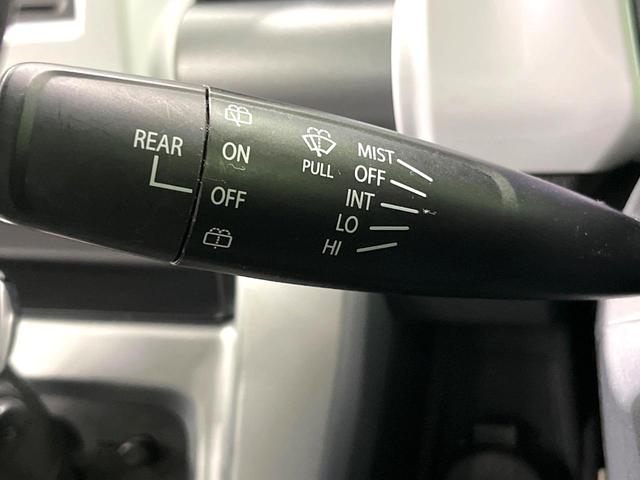 REAR
ON
OFF
PULL
MIST
OFF
INT
LO
HI